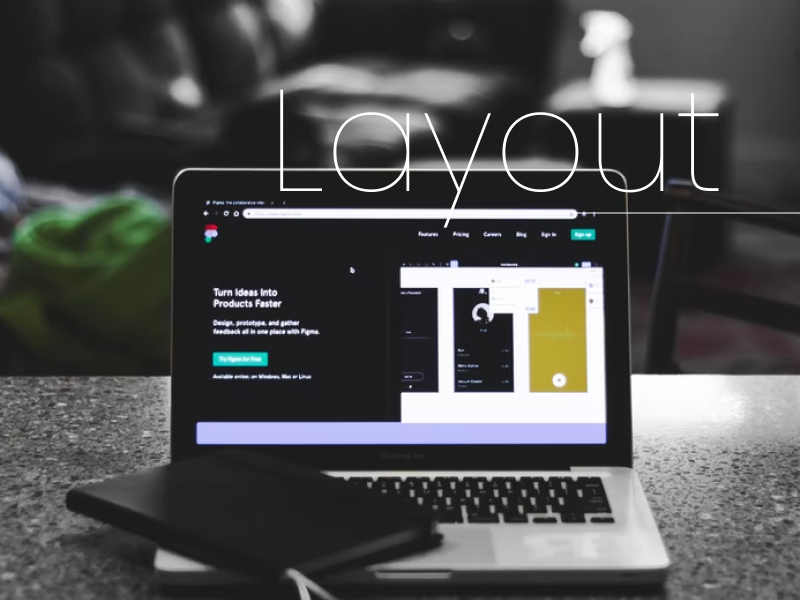 Layout
Features Pricing Careers Blog Sign in Sign up
Turn Ideas Into
Products Faster
Design, prototype, and gather
feedback all in one place with Figma.
Try Figma for Free
Available online, on Windows, Mac or Linux